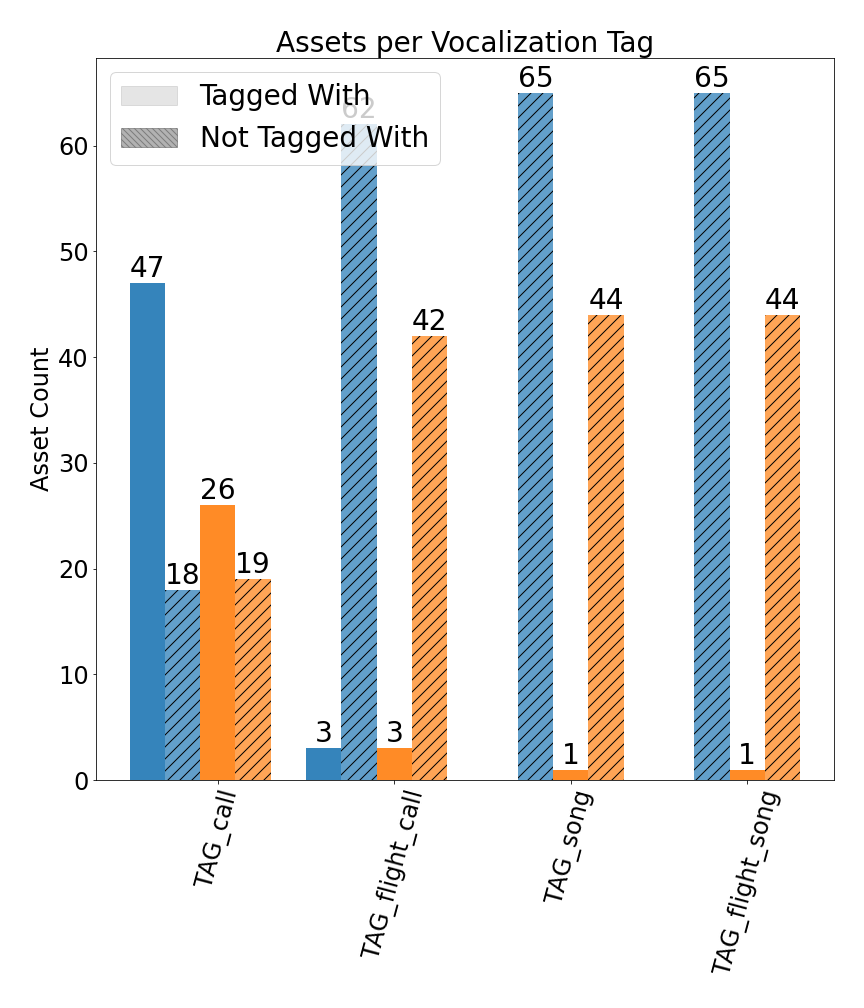 Assets per Vocalization Tag
Tagged With
Not Tagged With
Asset Count
60
50
40
30
20
10
0
47
18
26
19
3
62
3
42
65
1
44
65
1
44
TAG_call
TAG_flight_call
TAG_song
TAG_flight_song